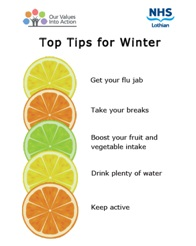 Our Values
Into Action
NHS
Lothian
Top Tips for Winter
Get your flu jab
Take your breaks
Boost your fruit and
vegetable intake
Drink plenty of water
Keep active